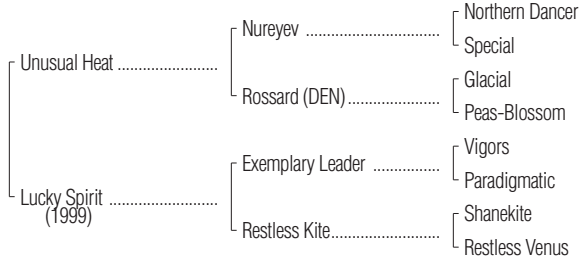 Northern Dancer
Nureyev ................................
Special
Unusual Heat ........................
Glacial
Rossard (DEN) ......................
Peas-Blossom
Vigors
Exemplary Leader ................
Paradigmatic
Lucky Spirit ..........................
(1999)
Shanekite
Restless Kite..........................
Restless Venus